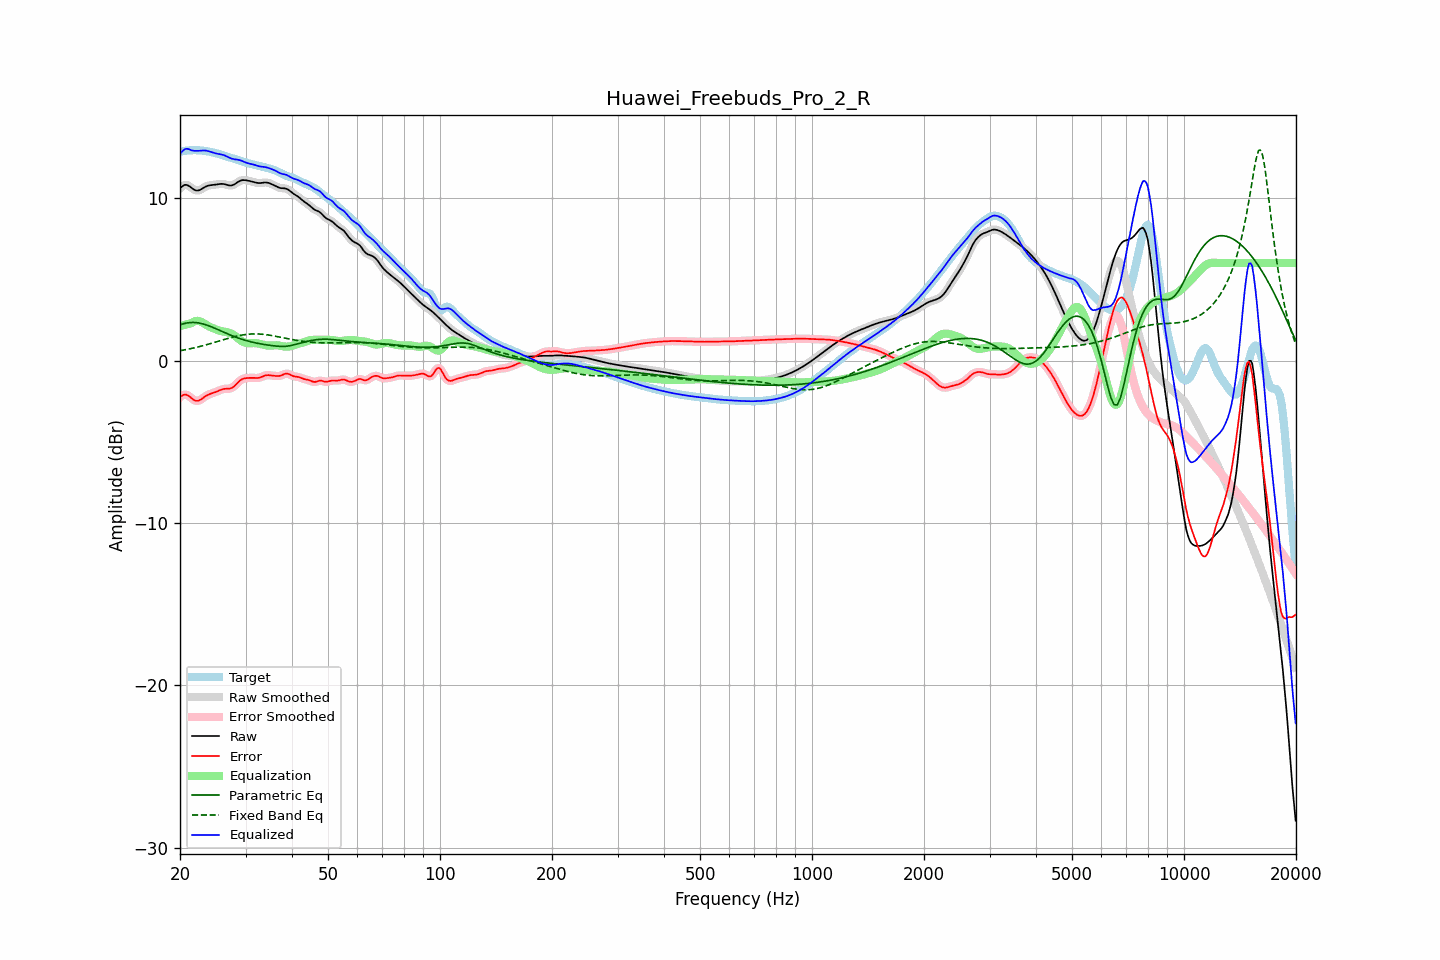 Huawei_Freebuds_Pro_2_R
Amplitude (dBr)
10
0
−10
−20
−30
Target
Raw Smoothed
Error Smoothed
Raw
Error
Equalization
Parametric Eq
Fixed Band Eq
Equalized
20 50 100 200 500 1000 2000 5000 10000 20000
Frequency (Hz)